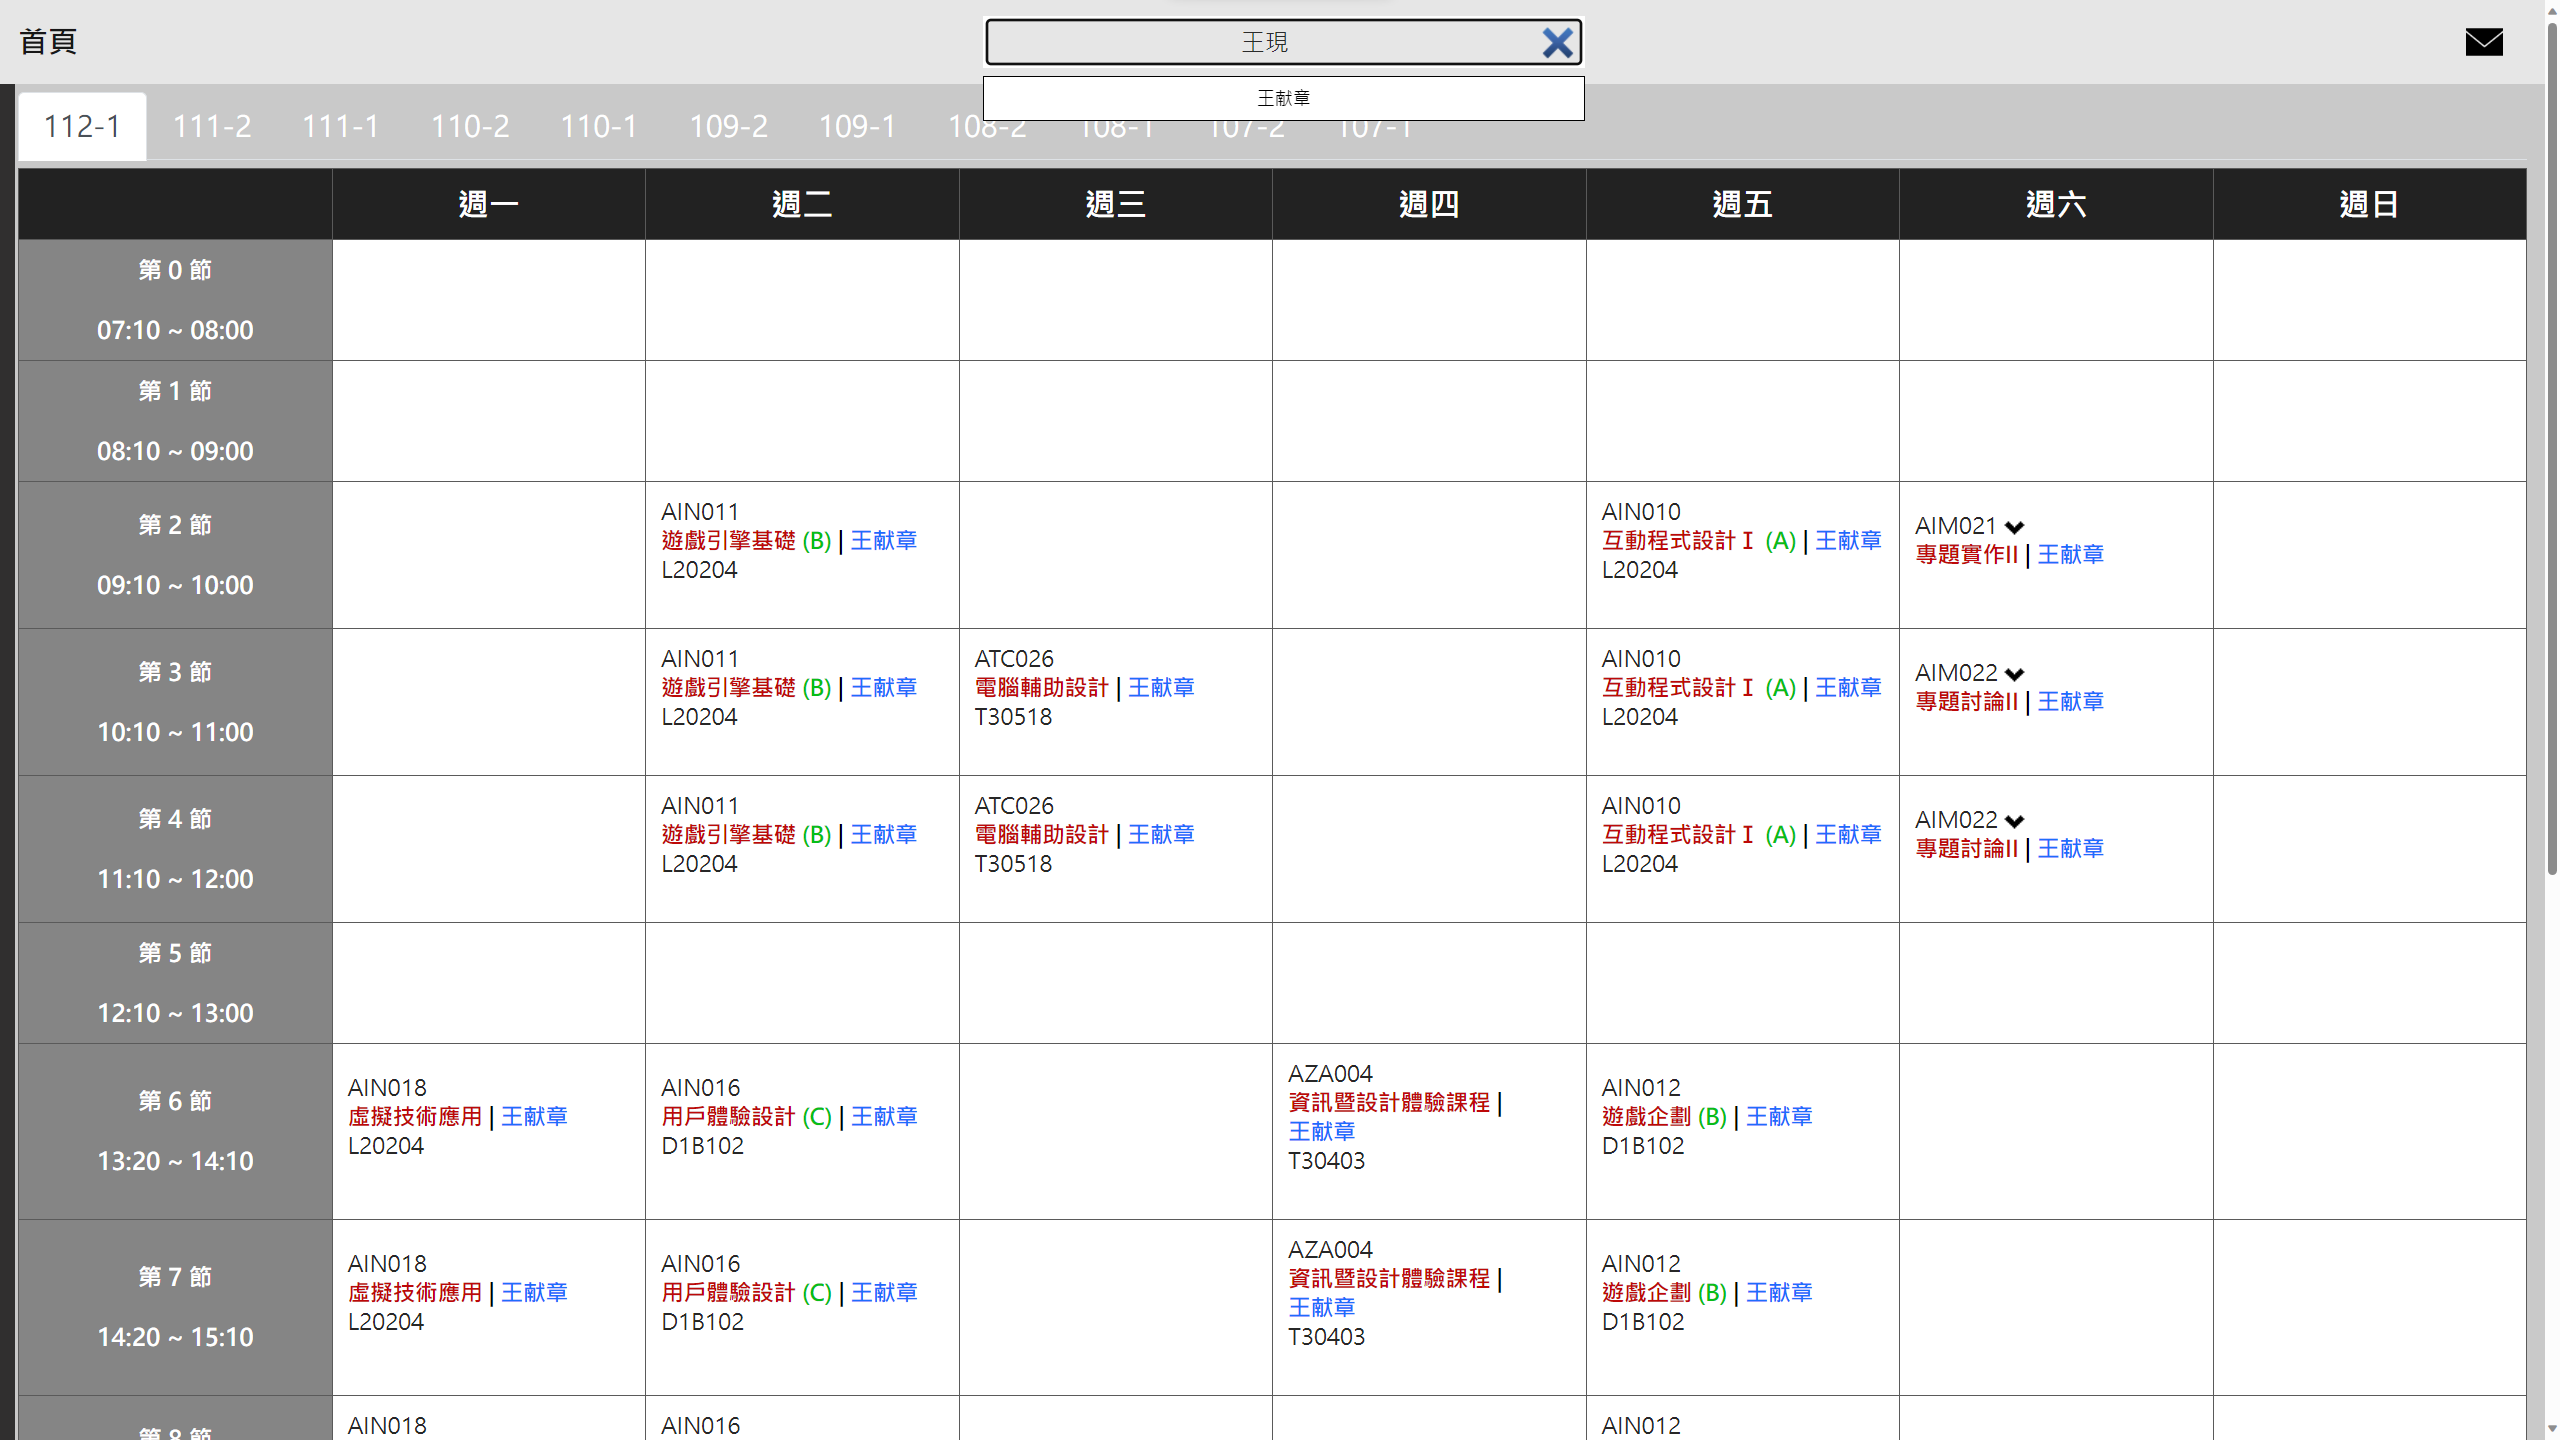 首頁
王現
王献章
112-1 111-2 111-1 110-2 110-1 109-2 109-1 108-2 108-1 107-2 107-1
週一 週二 週三 週四 週五 週六 週日
第 0 節
07:10 ~ 08:00
第 1 節
08:10 ~ 09:00
第 2 節
09:10 ~ 10:00
AIN011
遊戲引擎基礎 (B) | 王献章
L20204
AIN010
互動程式設計Ⅰ (A) | 王献章
L20204
AIM021
專題實作II | 王献章
第 3 節
10:10 ~ 11:00
AIN011
遊戲引擎基礎 (B) | 王献章
L20204
ATC026
電腦輔助設計 | 王献章
T30518
AIN010
互動程式設計Ⅰ (A) | 王献章
L20204
AIM022
專題討論II | 王献章
第 4 節
11:10 ~ 12:00
AIN011
遊戲引擎基礎 (B) | 王献章
L20204
ATC026
電腦輔助設計 | 王献章
T30518
AIN010
互動程式設計Ⅰ (A) | 王献章
L20204
AIM022
專題討論II | 王献章
第 5 節
12:10 ~ 13:00
第 6 節
13:20 ~ 14:10
AIN018
虛擬技術應用 | 王献章
L20204
AIN016
用戶體驗設計 (C) | 王献章
D1B102
AZA004
資訊暨設計體驗課程 |
王献章
T30403
AIN012
遊戲企劃 (B) | 王献章
D1B102
第 7 節
14:20 ~ 15:10
AIN018
虛擬技術應用 | 王献章
L20204
AIN016
用戶體驗設計 (C) | 王献章
D1B102
AZA004
資訊暨設計體驗課程 |
王献章
T30403
AIN012
遊戲企劃 (B) | 王献章
D1B102
第 8 節
AIN018
AIN016
AIN012